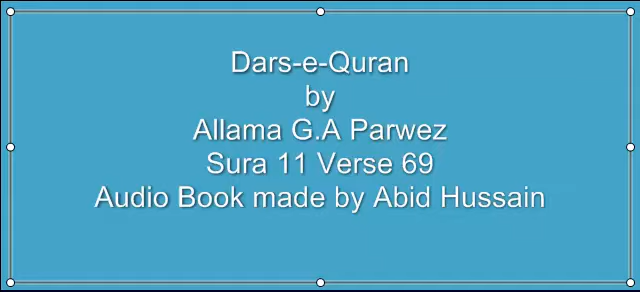 Dars-e-Quran
by
Allama G.A Parwez
Sura 11 Verse 69
Audio Book made by Abid Hussain